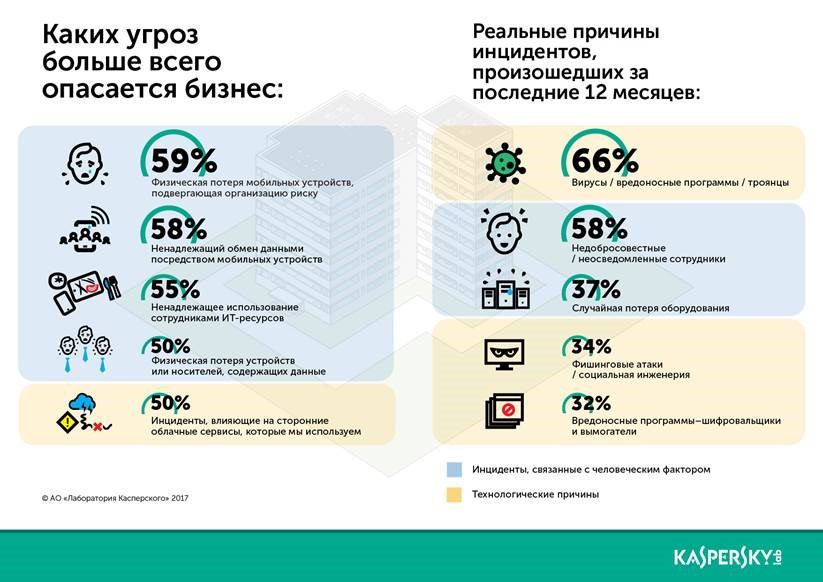 Каких угроз
больше всего
опасается бизнес:
59%
Физическая потеря мобильных устройств,
подвергающая организацию риску
58%
Ненадлежащий обмен данными
посредством мобильных устройств
55%
Ненадлежащее использование
сотрудниками ИТ-ресурсов
50%
Физическая потеря устройств
или носителей, содержащих данные
50%
Инциденты, влияющие на сторонние
облачные сервисы, которые мы используем
© АО «Лаборатория Касперского» 2017
Реальные причины
инцидентов,
произошедших за
последние 12 месяцев:
66%
Вирусы / вредоносные программы / троянцы
58%
Недобросовестные
/ неосведомленные сотрудники
37%
Случайная потеря оборудования
34%
Фишинговые атаки
/ социальная инженерия
32%
Вредоносные программы–шифровальщики
и вымогатели
Инциденты, связанные с человеческим фактором
Технологические причины
KASPERSKY lab